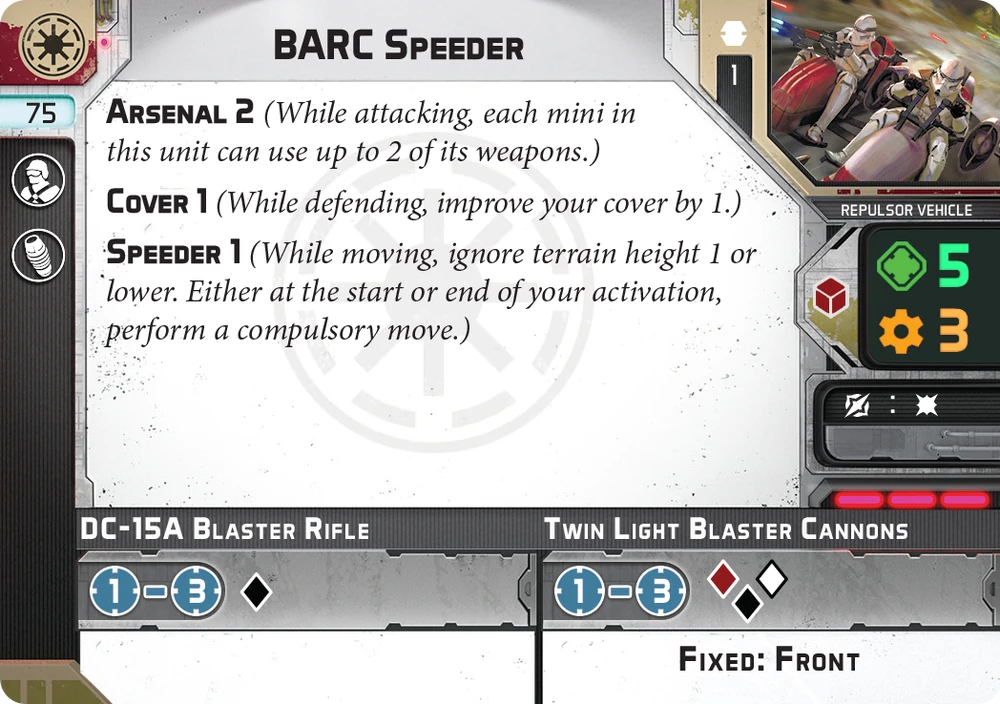 BARC Speeder
1
75
Arsenal 2 (While attacking, each mini in
this unit can use up to 2 of its weapons.)
Cover 1 (While defending, improve your cover by 1.)
Speeder 1 (While moving, ignore terrain height 1 or
lower. Either at the start or end of your activation,
perform a compulsory move.)
REPULSOR VEHICLE
5
3
:
DC-15A Blaster Rifle
1-3
Twin Light Blaster Cannons
1-3
Fixed: Front